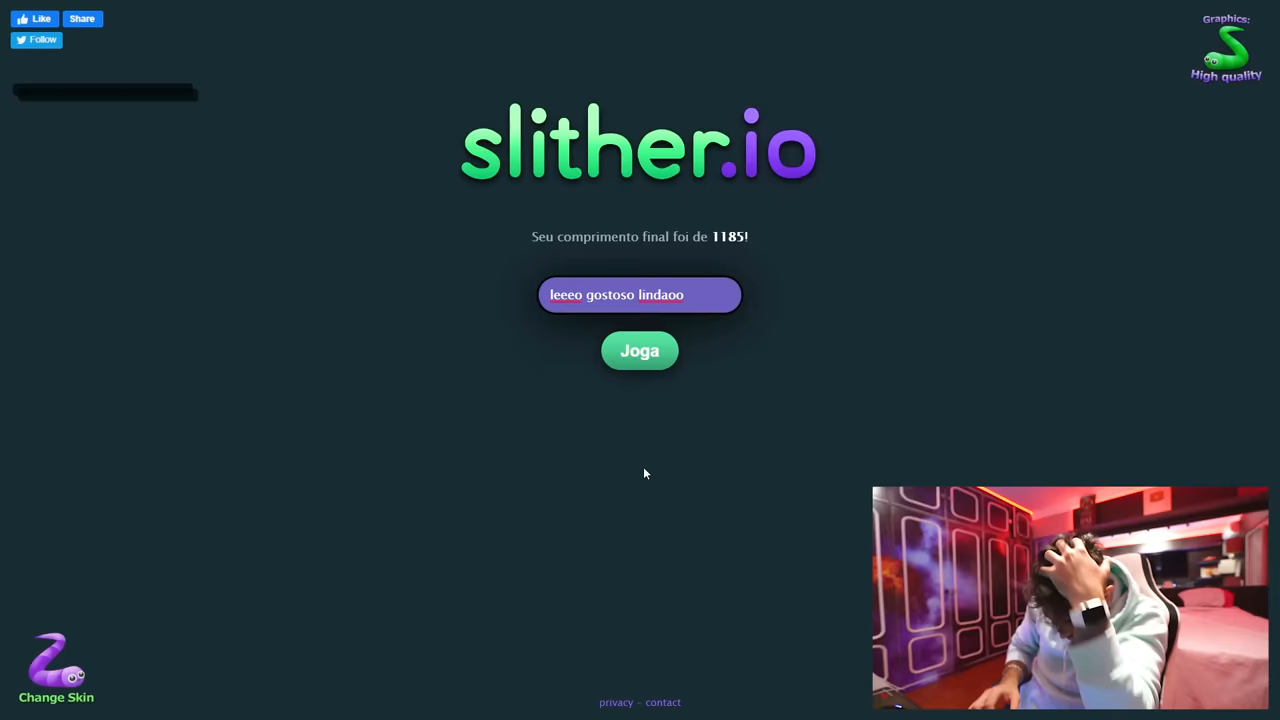 Like Share
Follow
Graphics:
High quality
slither.io
Seu comprimento final foi de 1185!
leeeo gostoso lindaoo
Joga
Change Skin
privacy - contact